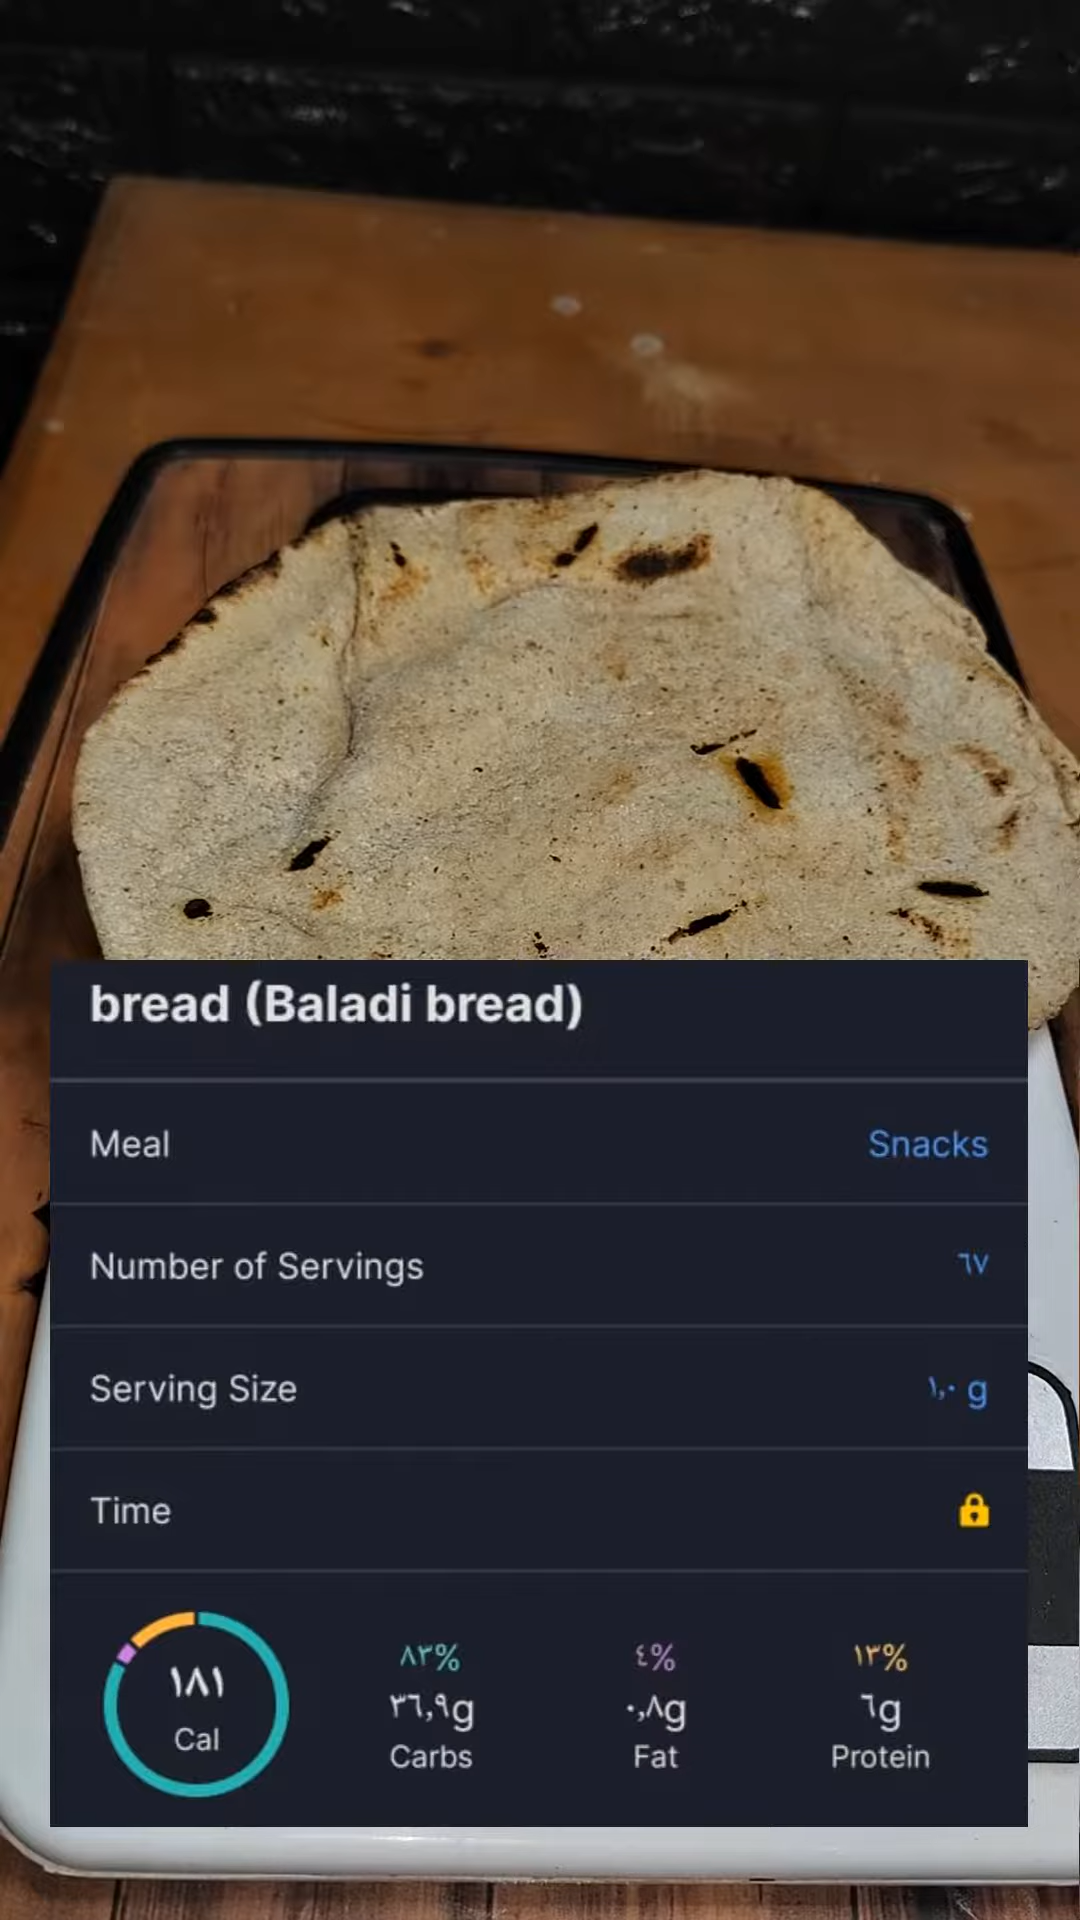 bread (Baladi bread)
Meal
Snacks
Number of Servings
٦٧
Serving Size
١,٠ g
Time
١٨١
Cal
٨٣%
٣٦,٩g
Carbs
٤%
٠,٨g
Fat
١٣%
٦g
Protein